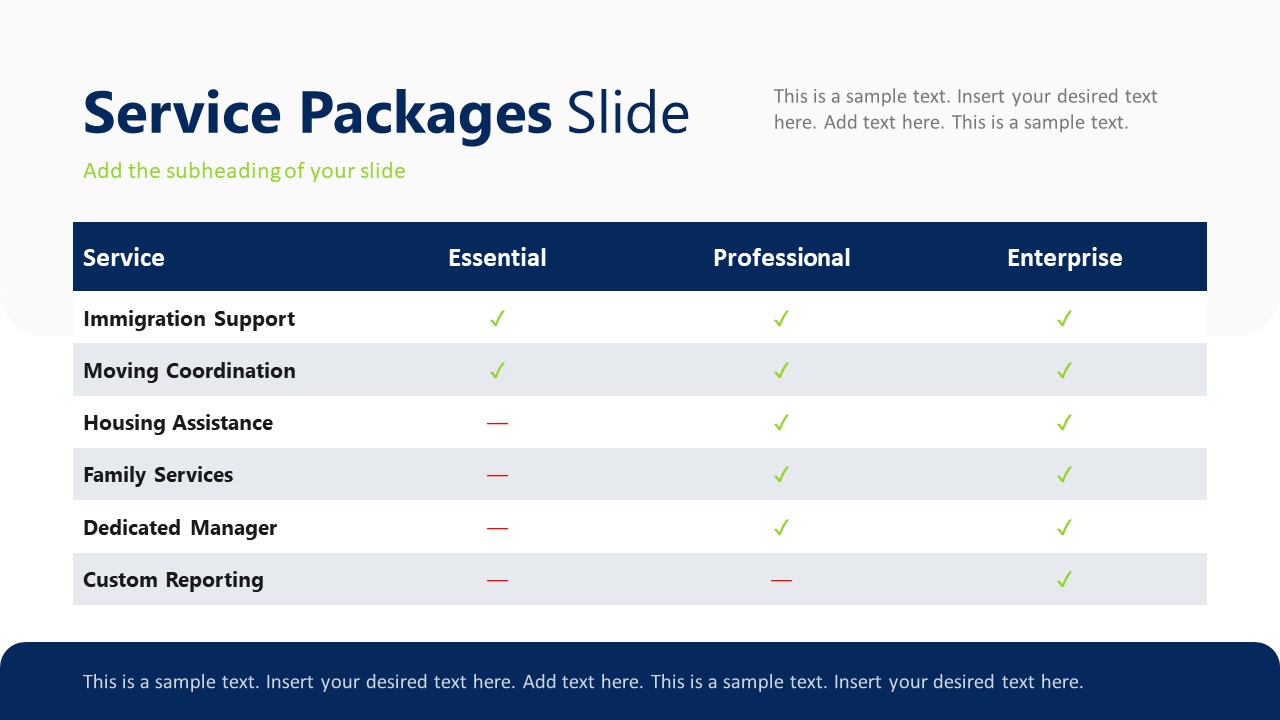 Service Packages Slide
This is a sample text. Insert your desired text
here. Add text here. This is a sample text.
Add the subheading of your slide
Service Essential Professional Enterprise
Immigration Support ✓ ✓ ✓
Moving Coordination ✓ ✓ ✓
Housing Assistance — ✓ ✓
Family Services — ✓ ✓
Dedicated Manager — ✓ ✓
Custom Reporting — — ✓
This is a sample text. Insert your desired text here. Add text here. This is a sample text. Insert your desired text here.